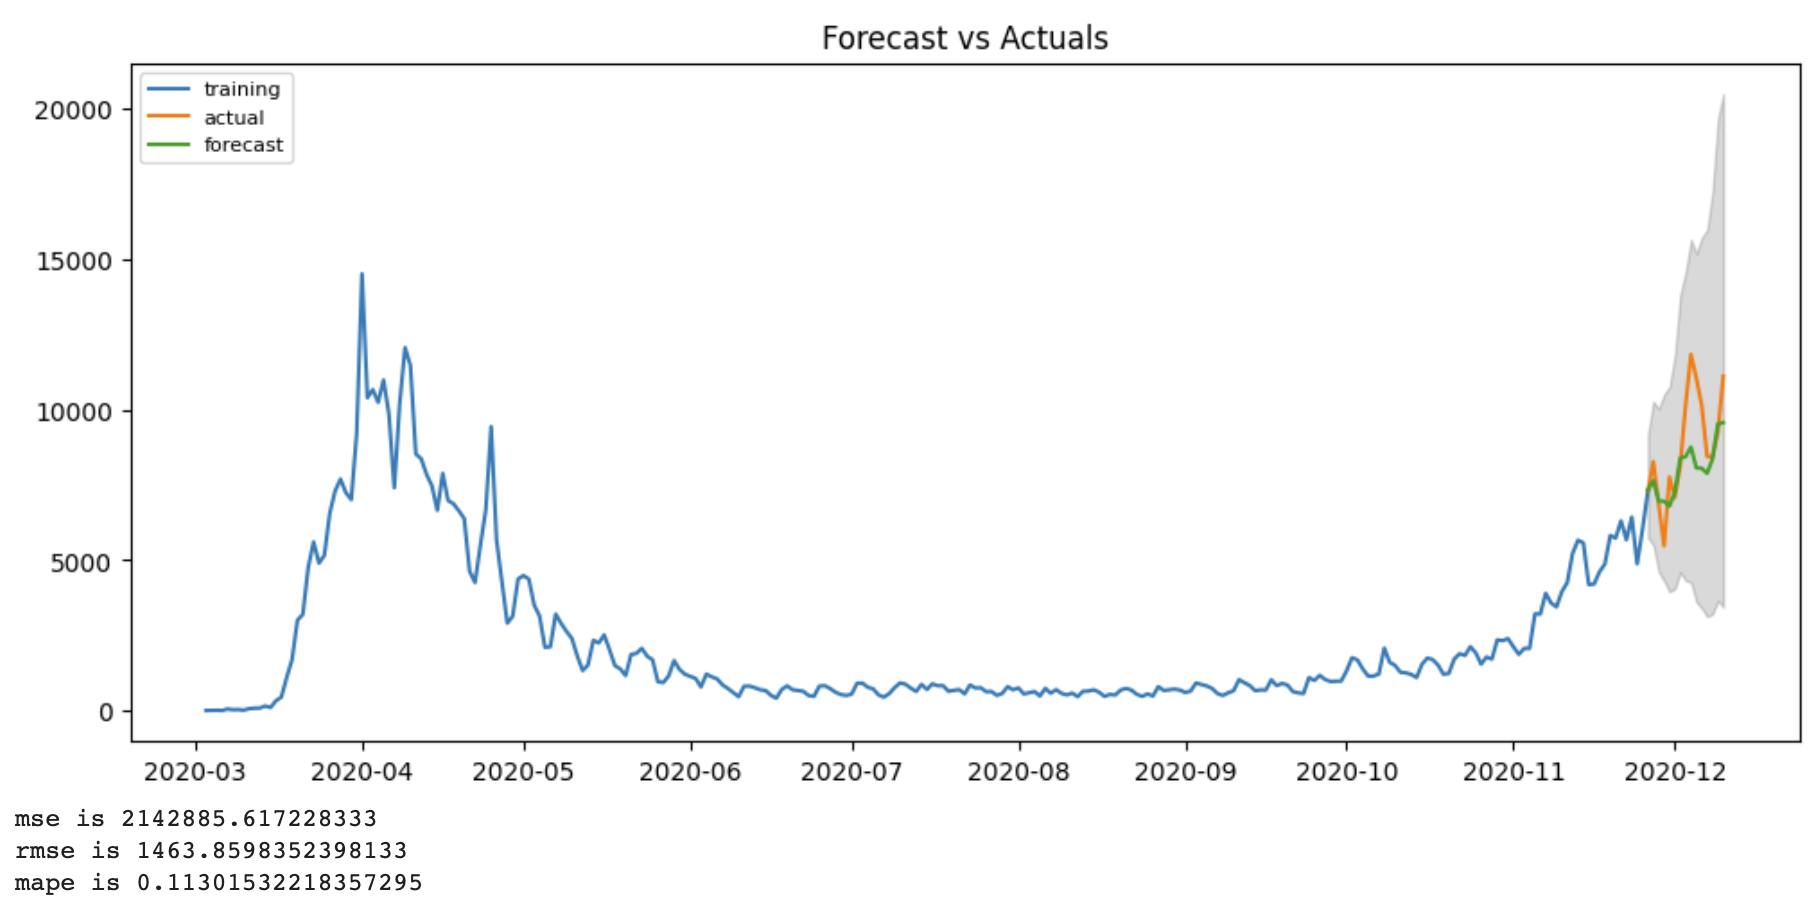 Forecast vs Actuals
training
actual
forecast
20000
15000
10000
5000
0
2020-03 2020-04 2020-05 2020-06 2020-07 2020-08 2020-09 2020-10 2020-11 2020-12
mse is 2142885.617228333
rmse is 1463.8598352398133
mape is 0.11301532218357295